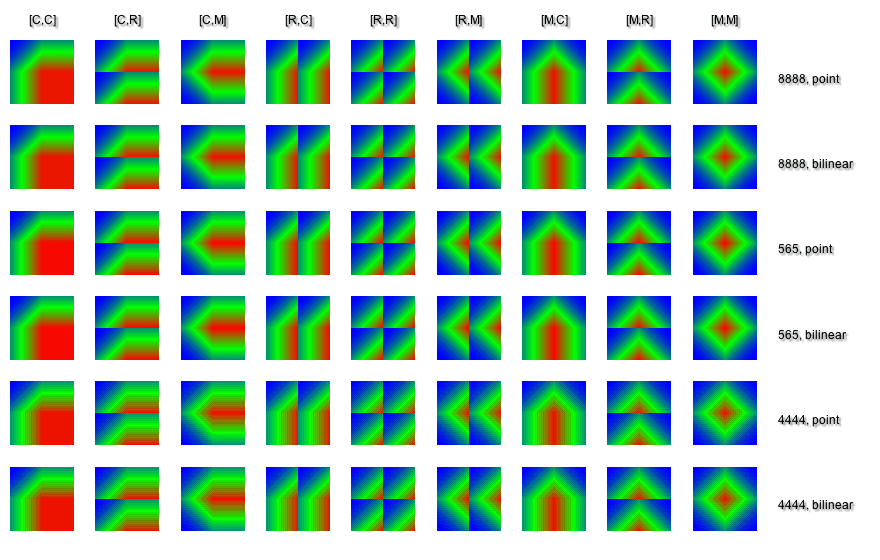 [C,C] [C,R] [C,M] [R,C] [R,R] [R,M] [M,C] [M,R] [M,M]
8888, point
8888, bilinear
565, point
565, bilinear
4444, point
4444, bilinear